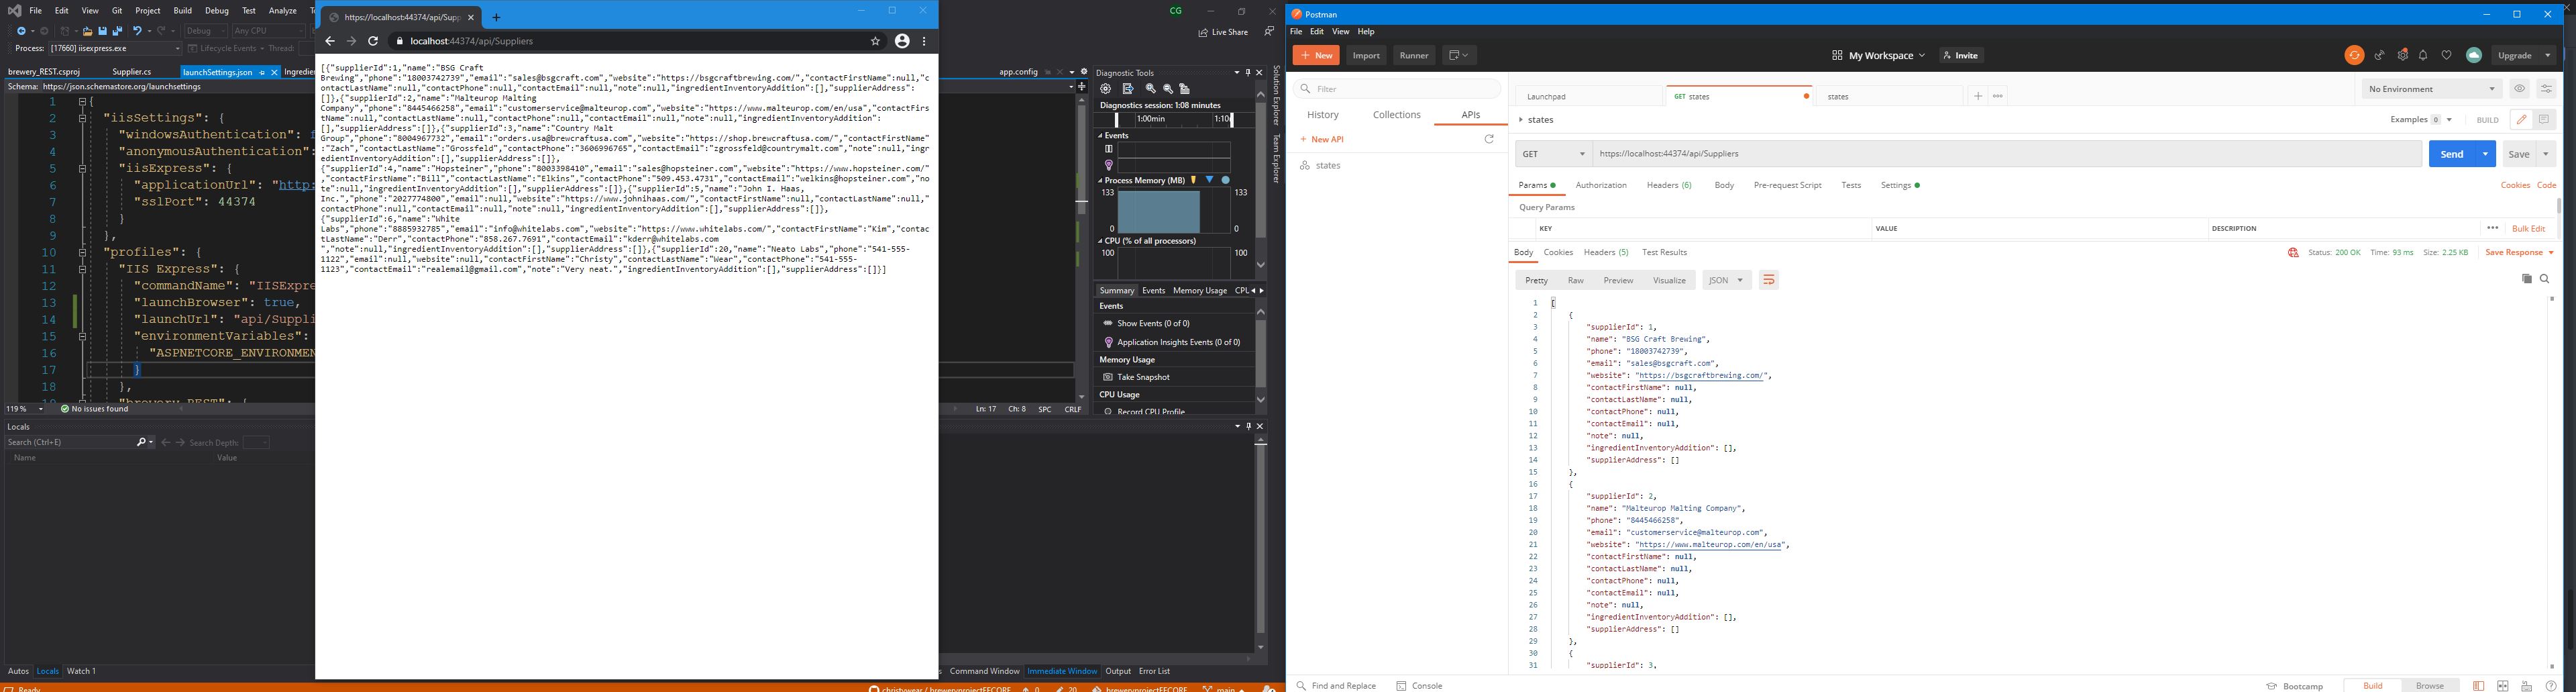 File Edit View Git Project Build Debug Test Analyze
Debug Any CPU
Process: [17660] iisexpress.exe Lifecycle Events Thread:
brewery_REST.csproj Supplier.cs launchSettings.json
Schema: https://json.schemastore.org/launchsettings
1 {
2 "iisSettings": {
3 "windowsAuthentication":
4 "anonymousAuthentication":
5 "iisExpress": {
6 "applicationUrl": "http:
7 "sslPort": 44374
8 }
9 },
10 "profiles": {
11 "IIS Express": {
12 "commandName": "IISExpre
13 "launchBrowser": true,
14 "launchUrl": "api/Suppli
15 "environmentVariables":
16 "ASPNETCORE_ENVIRONMEN
17 }
18 },
119 % No issues found
Locals
Search (Ctrl+E) Search Depth:
Name Value
Autos Locals Watch 1
Ready
https://localhost:44374/api/Supp
localhost:44374/api/Suppliers
[{"supplierId":1,"name":"BSG Craft
Brewing","phone":"18003742739","email":"sales@bsgcraft.com","website":"https://bsgcraftbrewing.com/","contactFirstName":null,"c
ontactLastName":null,"contactPhone":null,"contactEmail":null,"note":null,"ingredientInventoryAddition":[],"supplierAddress":
[]},{"supplierId":2,"name":"Malteurop Malting
Company","phone":"8445466258","email":"customerservice@malteurop.com","website":"https://www.malteurop.com/en/usa","contactFirs
tName":null,"contactLastName":null,"contactPhone":null,"contactEmail":null,"note":null,"ingredientInventoryAddition":
[],"supplierAddress":[]},{"supplierId":3,"name":"Country Malt
Group","phone":"8004967732","email":"orders.usa@brewcraftusa.com","website":"https://shop.brewcraftusa.com/","contactFirstName"
:"Zach","contactLastName":"Grossfeld","contactPhone":"3606996765","contactEmail":"zgrossfeld@countrymalt.com","note":null,"ingr
edientInventoryAddition":[],"supplierAddress":[]},
{"supplierId":4,"name":"Hopsteiner","phone":"8003398410","email":"sales@hopsteiner.com","website":"https://www.hopsteiner.com/"
,"contactFirstName":"Bill","contactLastName":"Elkins","contactPhone":"509.453.4731","contactEmail":"welkins@hopsteiner.com","no
te":null,"ingredientInventoryAddition":[],"supplierAddress":[]},{"supplierId":5,"name":"John I. Haas,
Inc.","phone":"2027774800","email":null,"website":"https://www.johnihaas.com/","contactFirstName":null,"contactLastName":null,"
contactPhone":null,"contactEmail":null,"note":null,"ingredientInventoryAddition":[],"supplierAddress":[]},
{"supplierId":6,"name":"White
Labs","phone":"8885932785","email":"info@whitelabs.com","website":"https://www.whitelabs.com/","contactFirstName":"Kim","contac
tLastName":"Derr","contactPhone":"858.267.7691","contactEmail":"kderr@whitelabs.com
","note":null,"ingredientInventoryAddition":[],"supplierAddress":[]},{"supplierId":20,"name":"Neato Labs","phone":"541-555-
1122","email":null,"website":null,"contactFirstName":"Christy","contactLastName":"Wear","contactPhone":"541-555-
1123","contactEmail":"realemail@gmail.com","note":"Very neat.","ingredientInventoryAddition":[],"supplierAddress":[]}]
CG
Live Share
app.config
Diagnostic Tools
Diagnostics session: 1:08 minutes
1:00min 1:10
Events
Process Memory (MB)
133 133
0 0
CPU (% of all processors)
100 100
Summary Events Memory Usage CPU
Events
Show Events (0 of 0)
Application Insights Events (0 of 0)
Memory Usage
Take Snapshot
CPU Usage
Record CPU Profile
Ln: 17 Ch: 8 SPC CRLF
Command Window Immediate Window Output Error List
christywear / breweryprojectEFCORE 0 20 breweryprojectEFCORE main
Solution Explorer
Team Explorer
Postman
File Edit View Help
New Import Runner My Workspace Invite Upgrade
Filter
History Collections APIs
New API
states
Launchpad GET states states
No Environment
states Examples 0 BUILD
GET https://localhost:44374/api/Suppliers Send Save
Params Authorization Headers (6) Body Pre-request Script Tests Settings Cookies Code
Query Params
KEY VALUE DESCRIPTION Bulk Edit
Body Cookies Headers (5) Test Results Status: 200 OK Time: 93 ms Size: 2.25 KB Save Response
Pretty Raw Preview Visualize JSON
1 [
2 {
3 "supplierId": 1,
4 "name": "BSG Craft Brewing",
5 "phone": "18003742739",
6 "email": "sales@bsgcraft.com",
7 "website": "https://bsgcraftbrewing.com/",
8 "contactFirstName": null,
9 "contactLastName": null,
10 "contactPhone": null,
11 "contactEmail": null,
12 "note": null,
13 "ingredientInventoryAddition": [],
14 "supplierAddress": []
15 },
16 {
17 "supplierId": 2,
18 "name": "Malteurop Malting Company",
19 "phone": "8445466258",
20 "email": "customerservice@malteurop.com",
21 "website": "https://www.malteurop.com/en/usa",
22 "contactFirstName": null,
23 "contactLastName": null,
24 "contactPhone": null,
25 "contactEmail": null,
26 "note": null,
27 "ingredientInventoryAddition": [],
28 "supplierAddress": []
29 },
30 {
31 "supplierId": 3,
Find and Replace Console
Bootcamp Build Browse